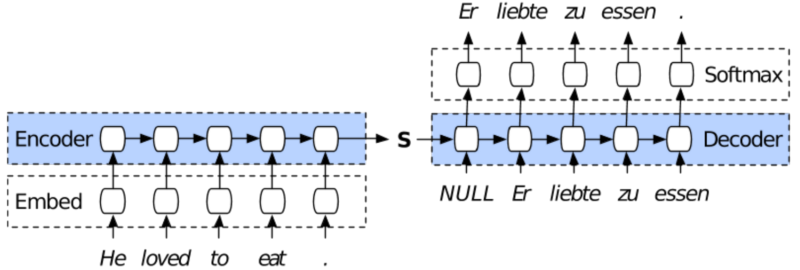 Er liebte zu essen .
Softmax
Encoder
S
Decoder
NULL Er liebte zu essen
Embed
He loved to eat .